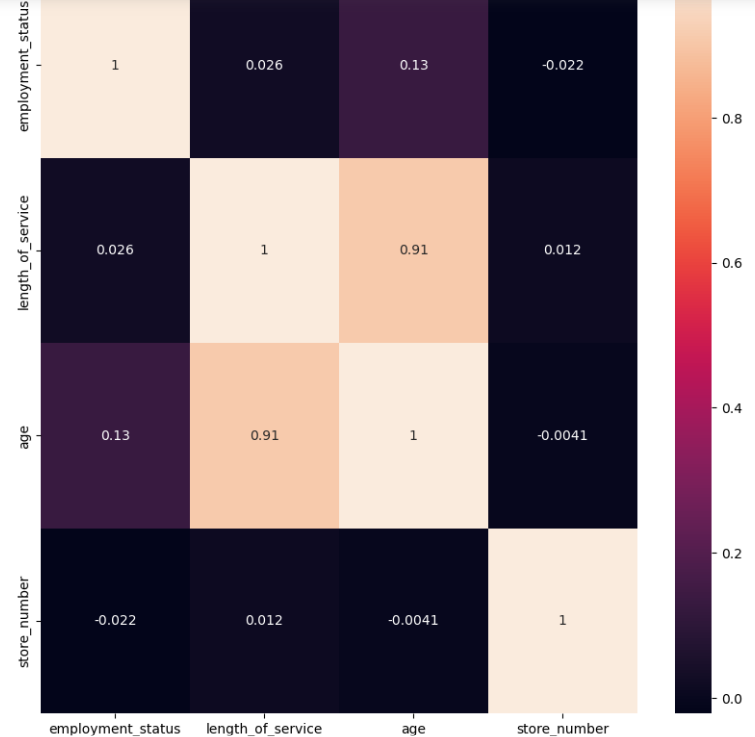 employment_status
1 0.026 0.13 -0.022
0.8
length_of_service
0.026 1 0.91 0.012
0.6
0.4
age
0.13 0.91 1 -0.0041
0.2
store_number
-0.022 0.012 -0.0041 1
0.0
employment_status length_of_service age store_number